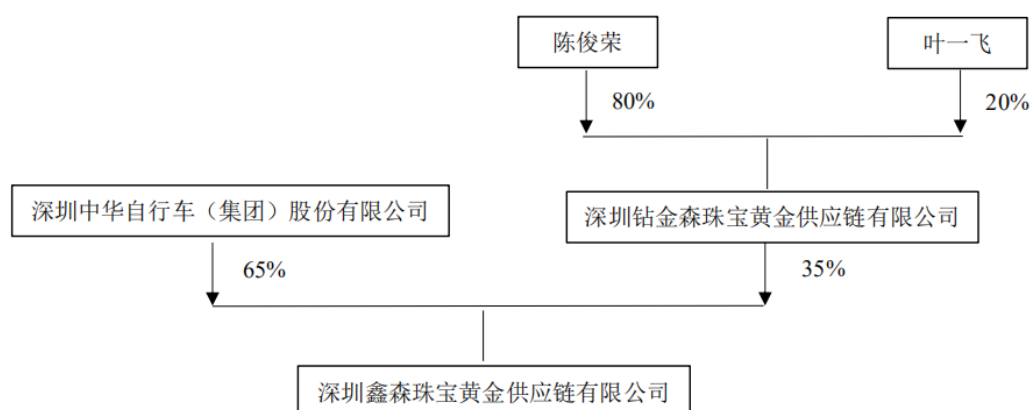 陈俊荣
叶一飞
80%
20%
深圳中华自行车（集团）股份有限公司
深圳钻金森珠宝黄金供应链有限公司
65%
35%
深圳鑫森珠宝黄金供应链有限公司